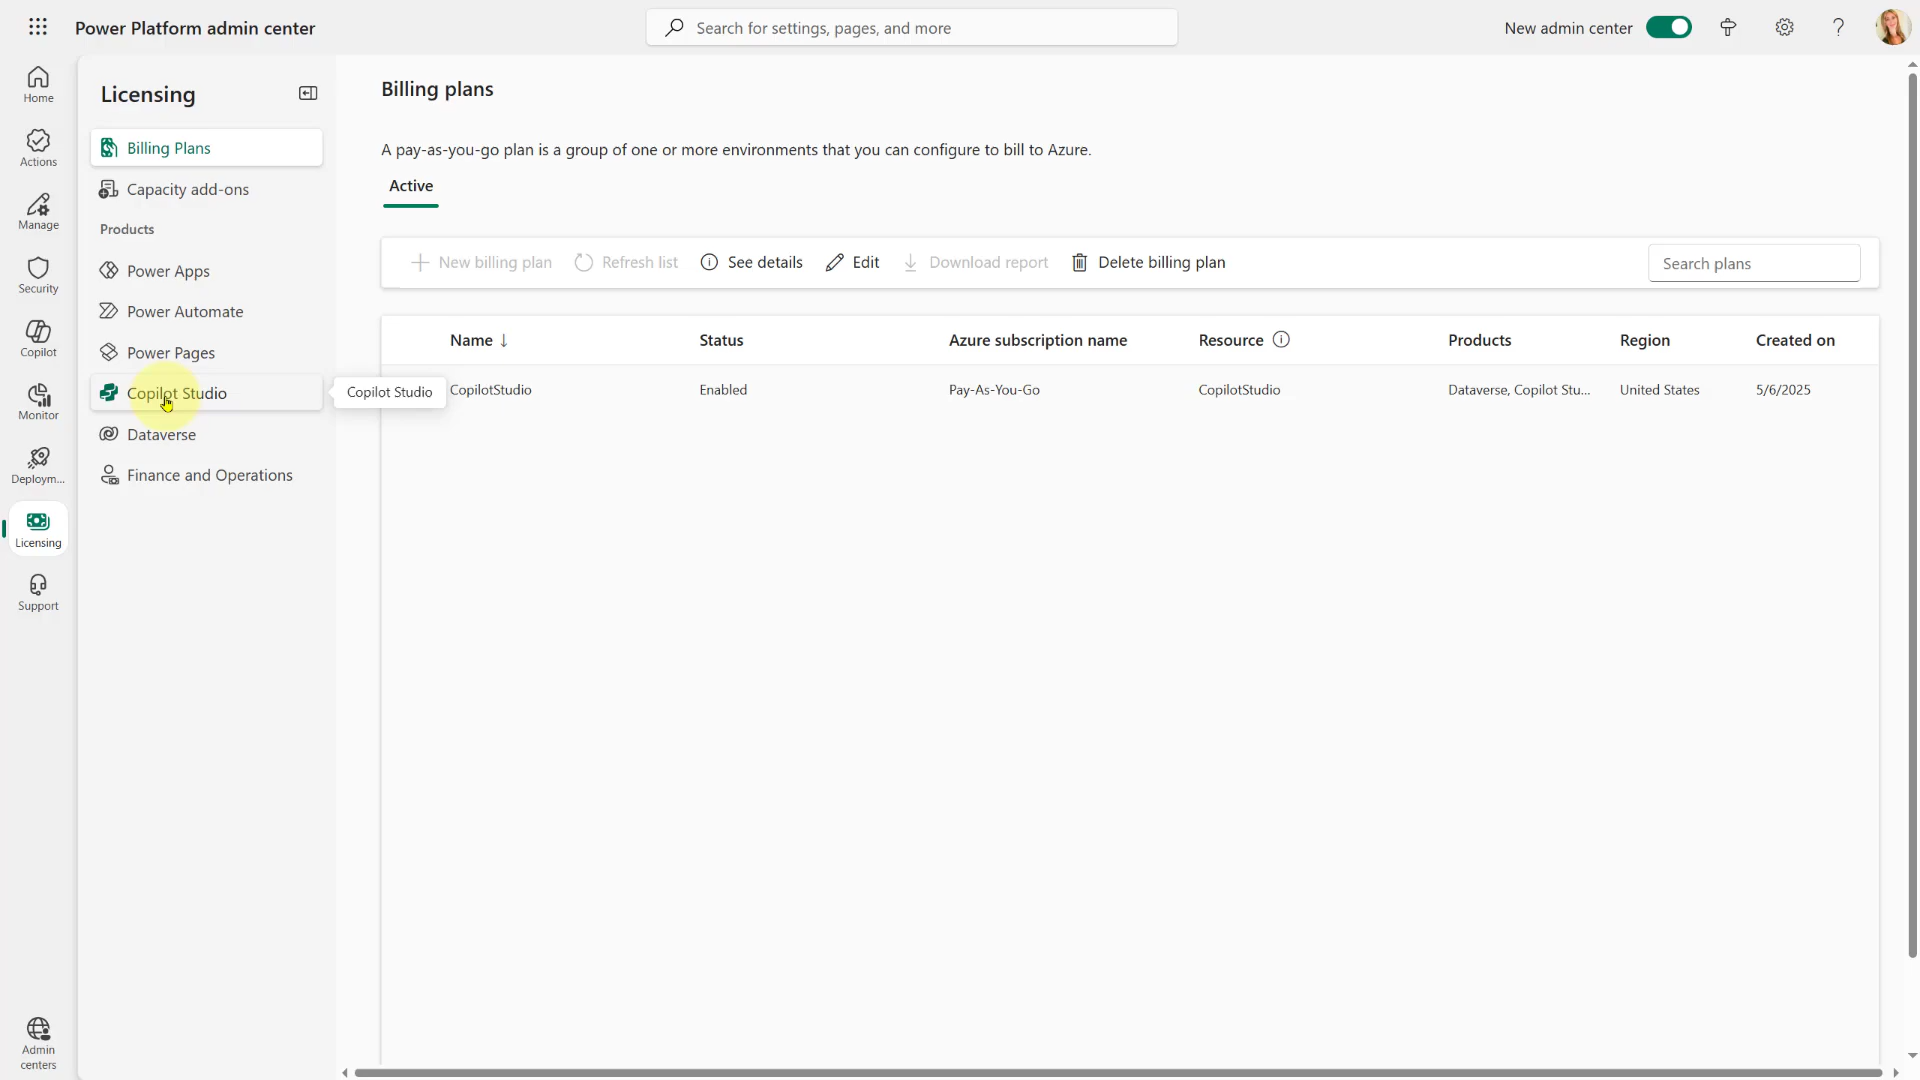 Power Platform admin center
Search for settings, pages, and more
New admin center
Home
Actions
Manage
Security
Copilot
Monitor
Deploym...
Licensing
Support
Admin
centers
Licensing
Billing Plans
Capacity add-ons
Products
Power Apps
Power Automate
Power Pages
Copilot Studio
Dataverse
Finance and Operations
Copilot Studio
Billing plans
A pay-as-you-go plan is a group of one or more environments that you can configure to bill to Azure.
Active
New billing plan Refresh list See details Edit Download report Delete billing plan Search plans
Name Status Azure subscription name Resource Products Region Created on
CopilotStudio Enabled Pay-As-You-Go CopilotStudio Dataverse, Copilot Stu... United States 5/6/2025